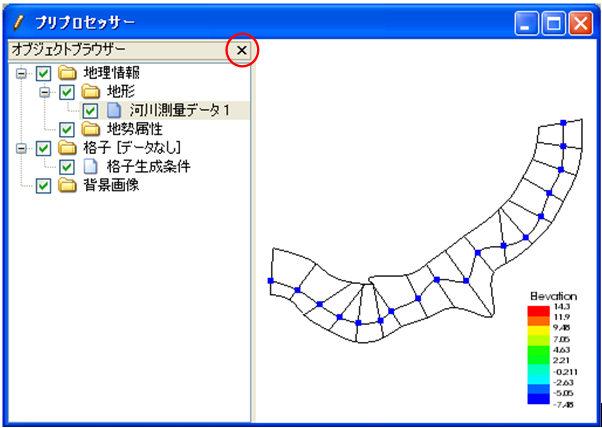 プリプロセッサー
オブジェクトブラウザー
地理情報
地形
河川測量データ1
地勢属性
格子 [データなし]
格子生成条件
背景画像
Elevation
14.3
11.9
9.48
7.05
4.63
2.21
-0.211
-2.63
-5.05
-7.48